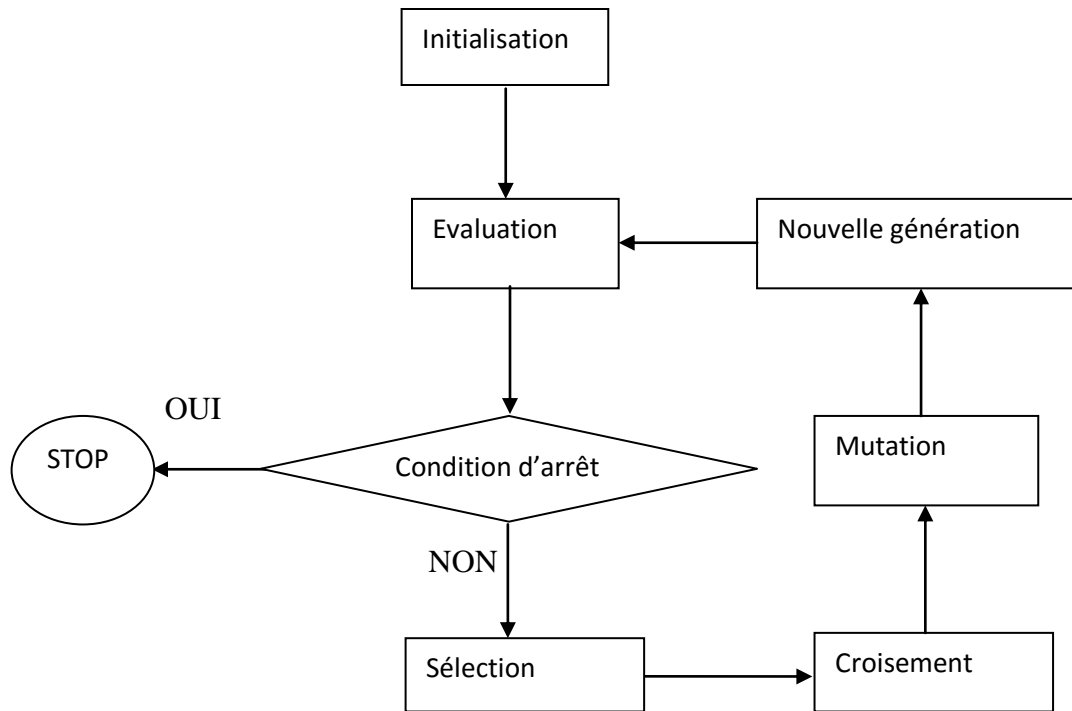 Initialisation
Evaluation
Nouvelle génération
OUI
STOP
Condition d'arrêt
Mutation
NON
Sélection
Croisement